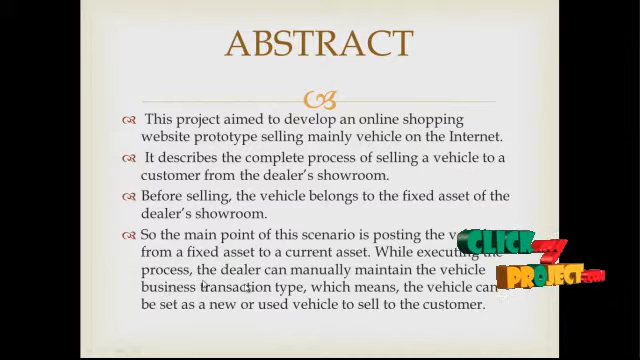 ABSTRACT
This project aimed to develop an online shopping
website prototype selling mainly vehicle on the Internet.
It describes the complete process of selling a vehicle to a
customer from the dealer's showroom.
Before selling, the vehicle belongs to the fixed asset of the
dealer's showroom.
So the main point of this scenario is posting the
from a fixed asset to a current asset. While executing the
process, the dealer can manually maintain the vehicle
business transaction type, which means, the vehicle can
be set as a new or used vehicle to sell to the customer.
CLICK MY
PROJECT.COM